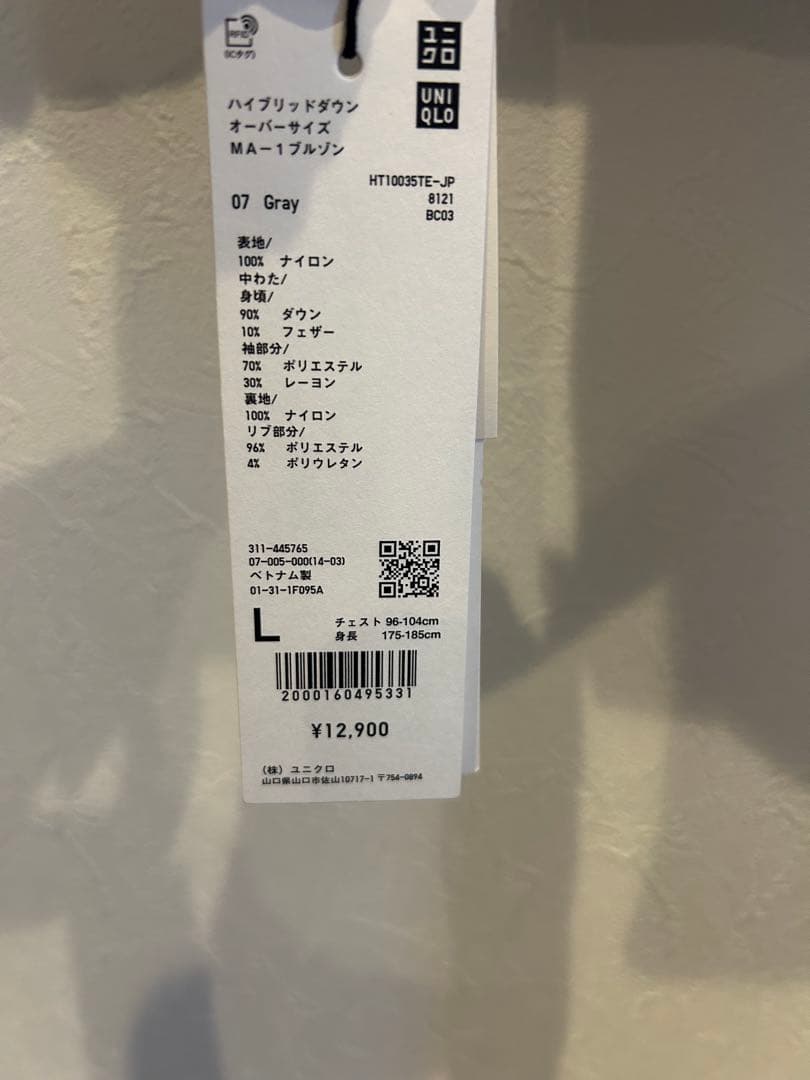 RFID
(ICタグ)
ユニ
クロ
UNI
QLO
ハイブリッドダウン
オーバーサイズ
MA-1ブルゾン
HT10035TE-JP
8121
BC03
07 Gray
表地/
100% ナイロン
中わた/
身頃/
90% ダウン
10% フェザー
袖部分/
70% ポリエステル
30% レーヨン
裏地/
100% ナイロン
リブ部分/
96% ポリエステル
4% ポリウレタン
311-445765
07-005-000(14-03)
ベトナム製
01-31-1F095A
L
チェスト 96-104cm
身長 175-185cm
2000160495331
¥12,900
(株) ユニクロ
山口県山口市佐山10717-1 〒754-0894